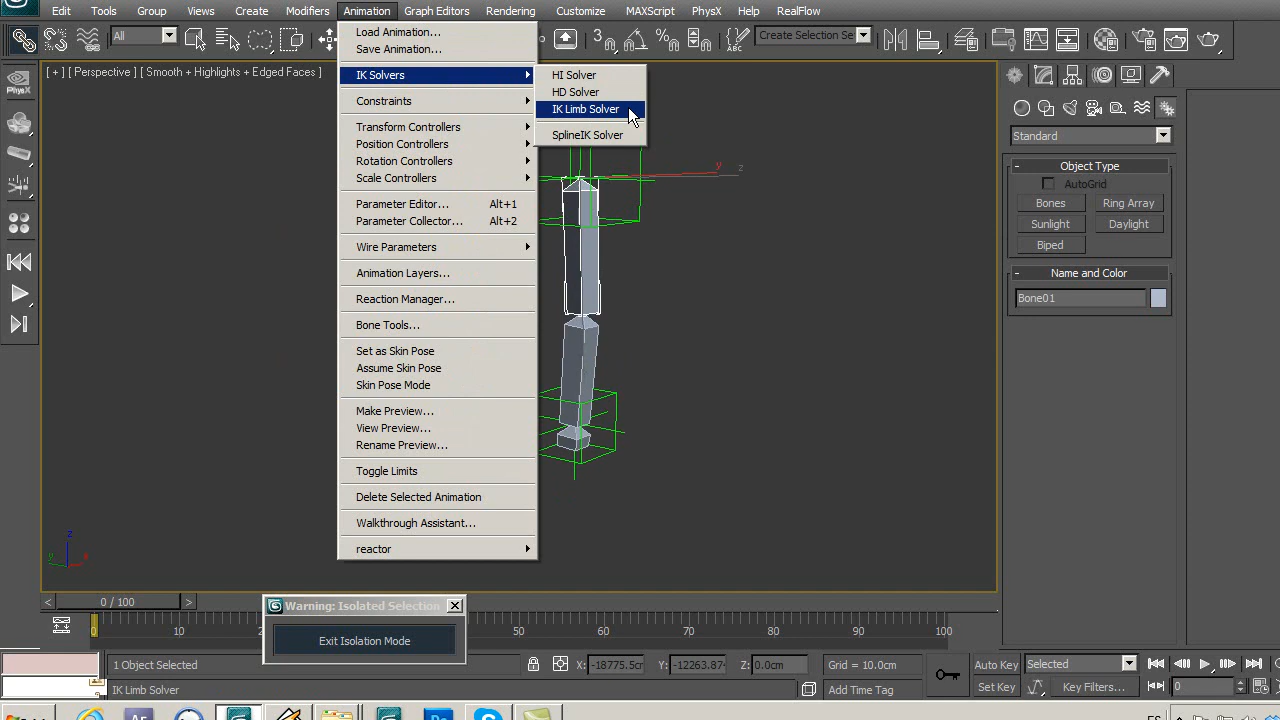 Edit Tools Group Views Create Modifiers Animation Graph Editors Rendering Customize MAXScript PhysX Help RealFlow
All
3
Create Selection Se
[ + ] [ Perspective ] [ Smooth + Highlights + Edged Faces ]
PhysX
Load Animation...
Save Animation...
IK Solvers
Constraints
Transform Controllers
Position Controllers
Rotation Controllers
Scale Controllers
Parameter Editor... Alt+1
Parameter Collector... Alt+2
Wire Parameters
Animation Layers...
Reaction Manager...
Bone Tools...
Set as Skin Pose
Assume Skin Pose
Skin Pose Mode
Make Preview...
View Preview...
Rename Preview...
Toggle Limits
Delete Selected Animation
Walkthrough Assistant...
reactor
HI Solver
HD Solver
IK Limb Solver
SplineIK Solver
y
z
z
y
x
Standard
- Object Type
AutoGrid
Bones Ring Array
Sunlight Daylight
Biped
- Name and Color
Bone01
< 0 / 100 >
Warning: Isolated Selection
Exit Isolation Mode
0 10 50 60 70 80 90 100
1 Object Selected
X: -18775.5cm Y: -12263.874 Z: 0.0cm
Grid = 10.0cm
Auto Key Selected
IK Limb Solver
Add Time Tag
Set Key Key Filters...
0